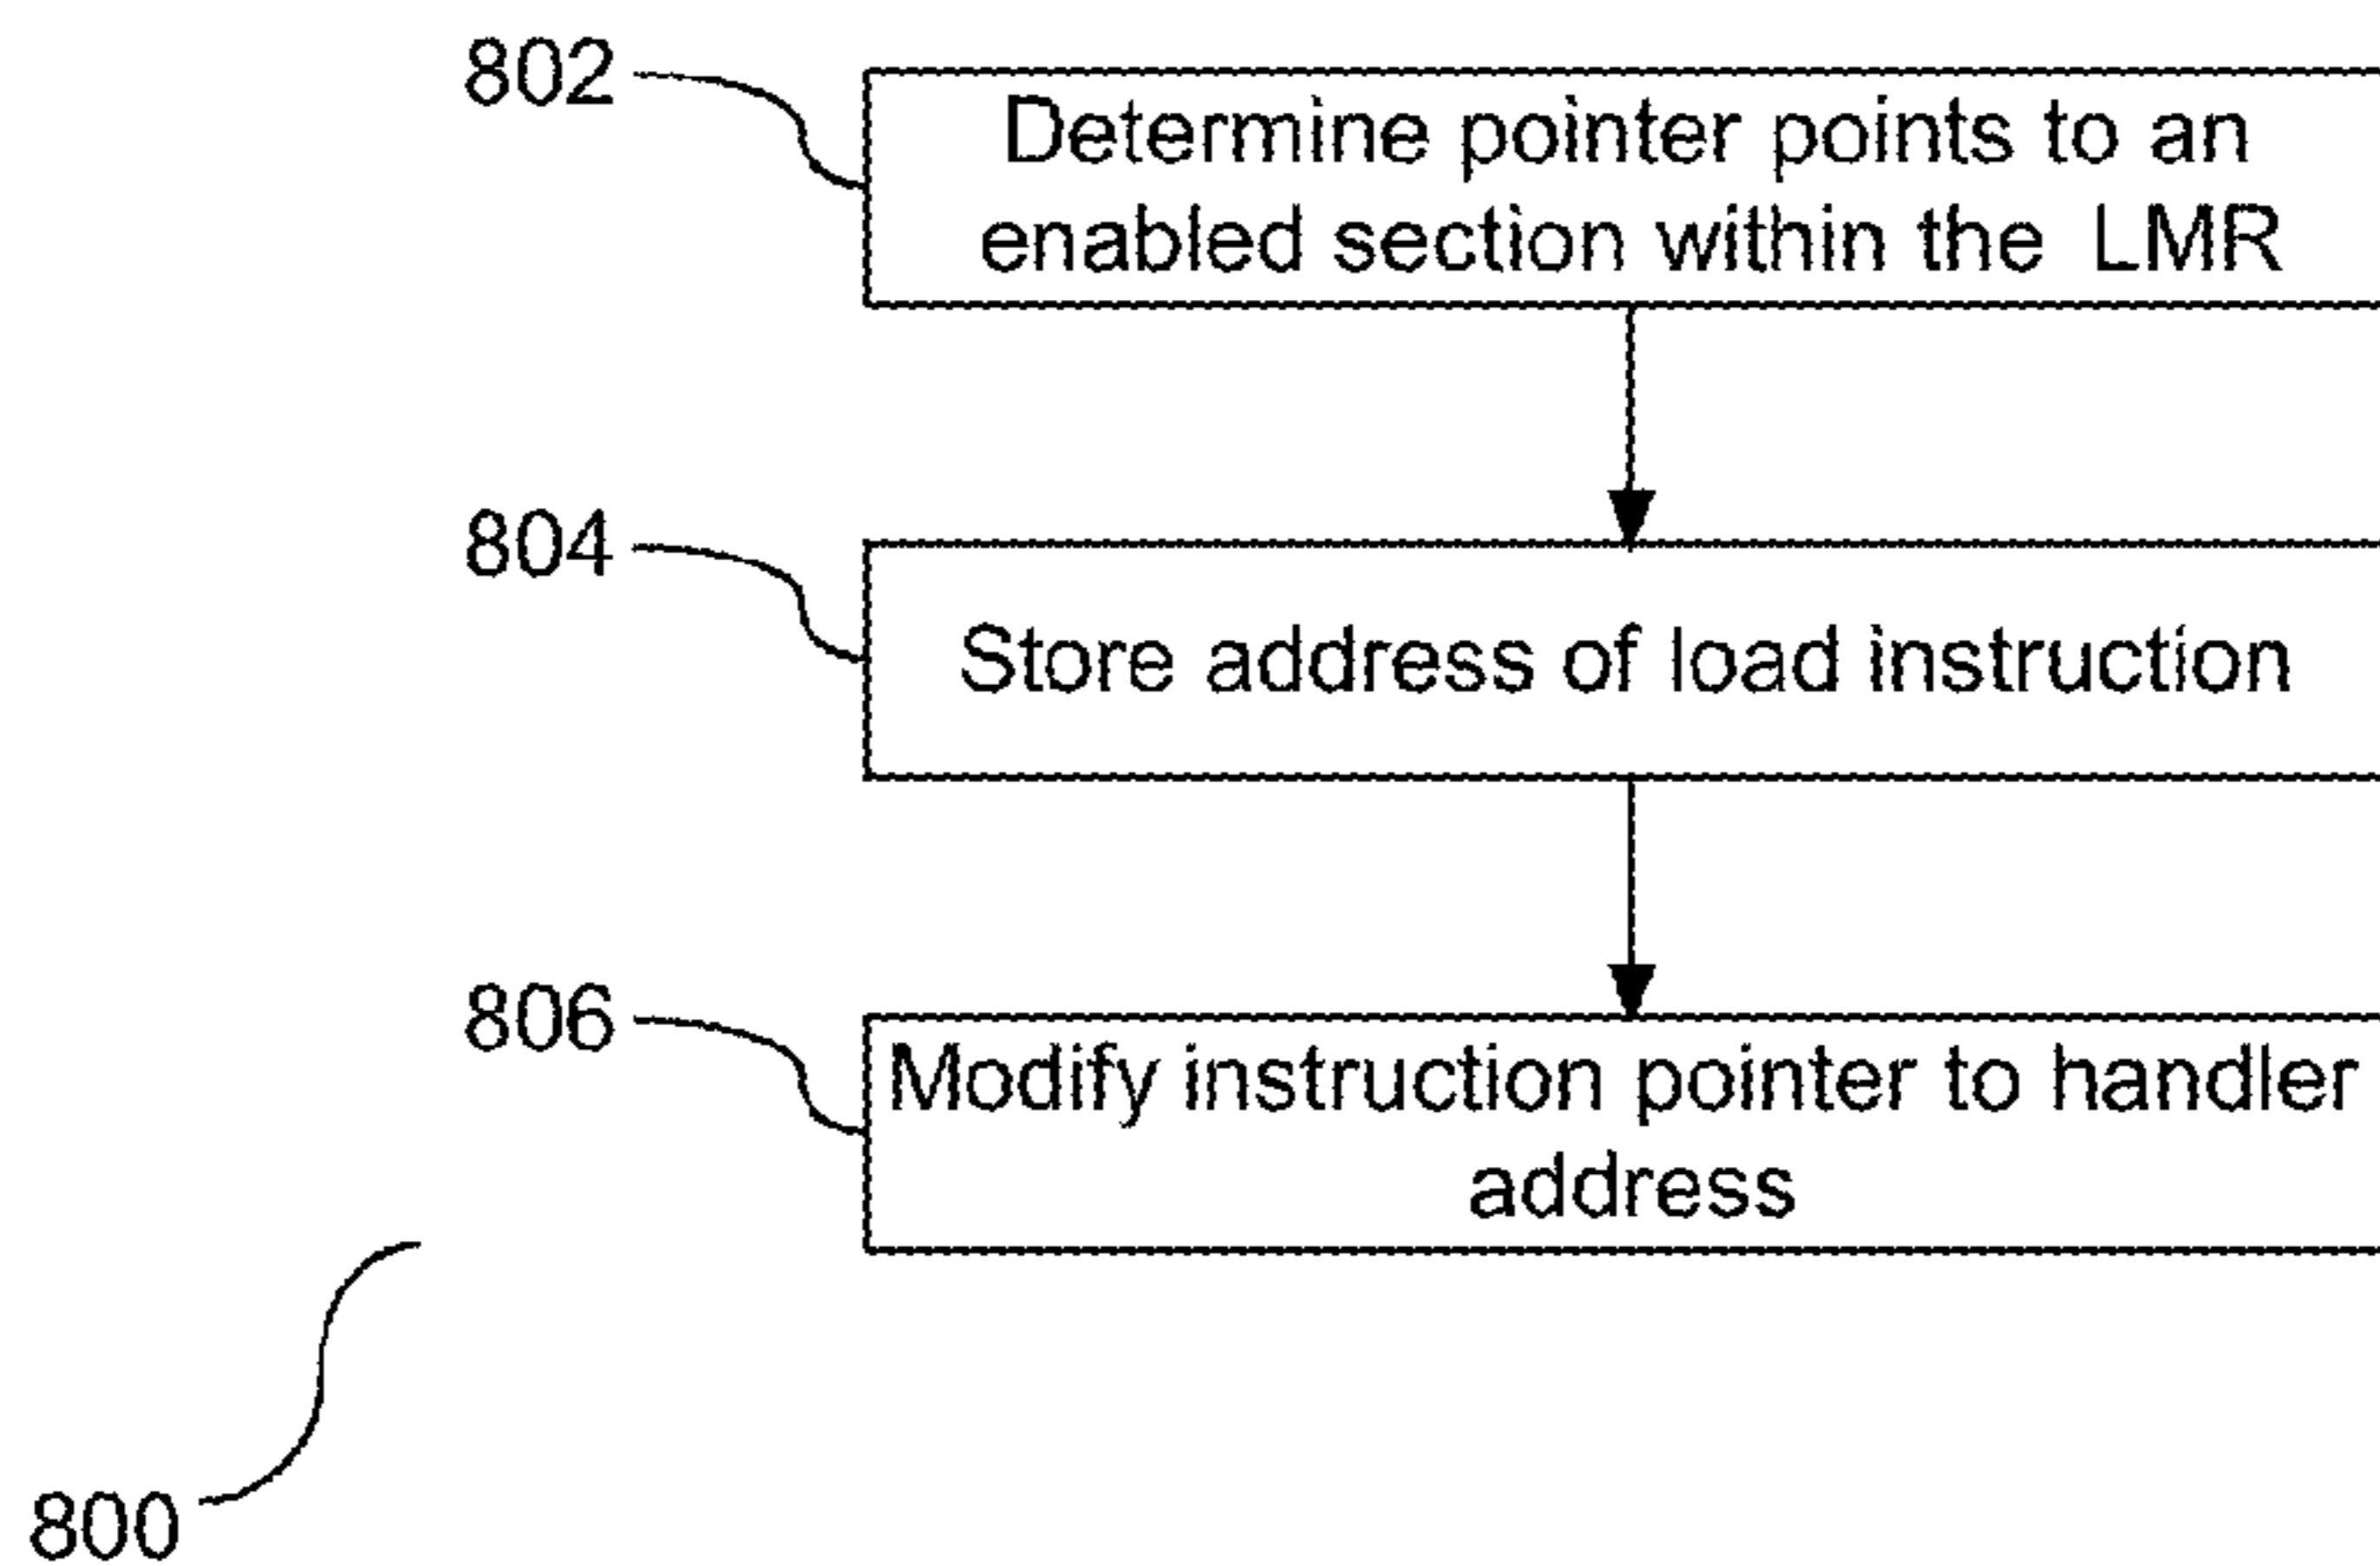 802
Determine pointer points to an
enabled section within the LMR
804
Store address of load instruction
806
Modify instruction pointer to handler
address
800